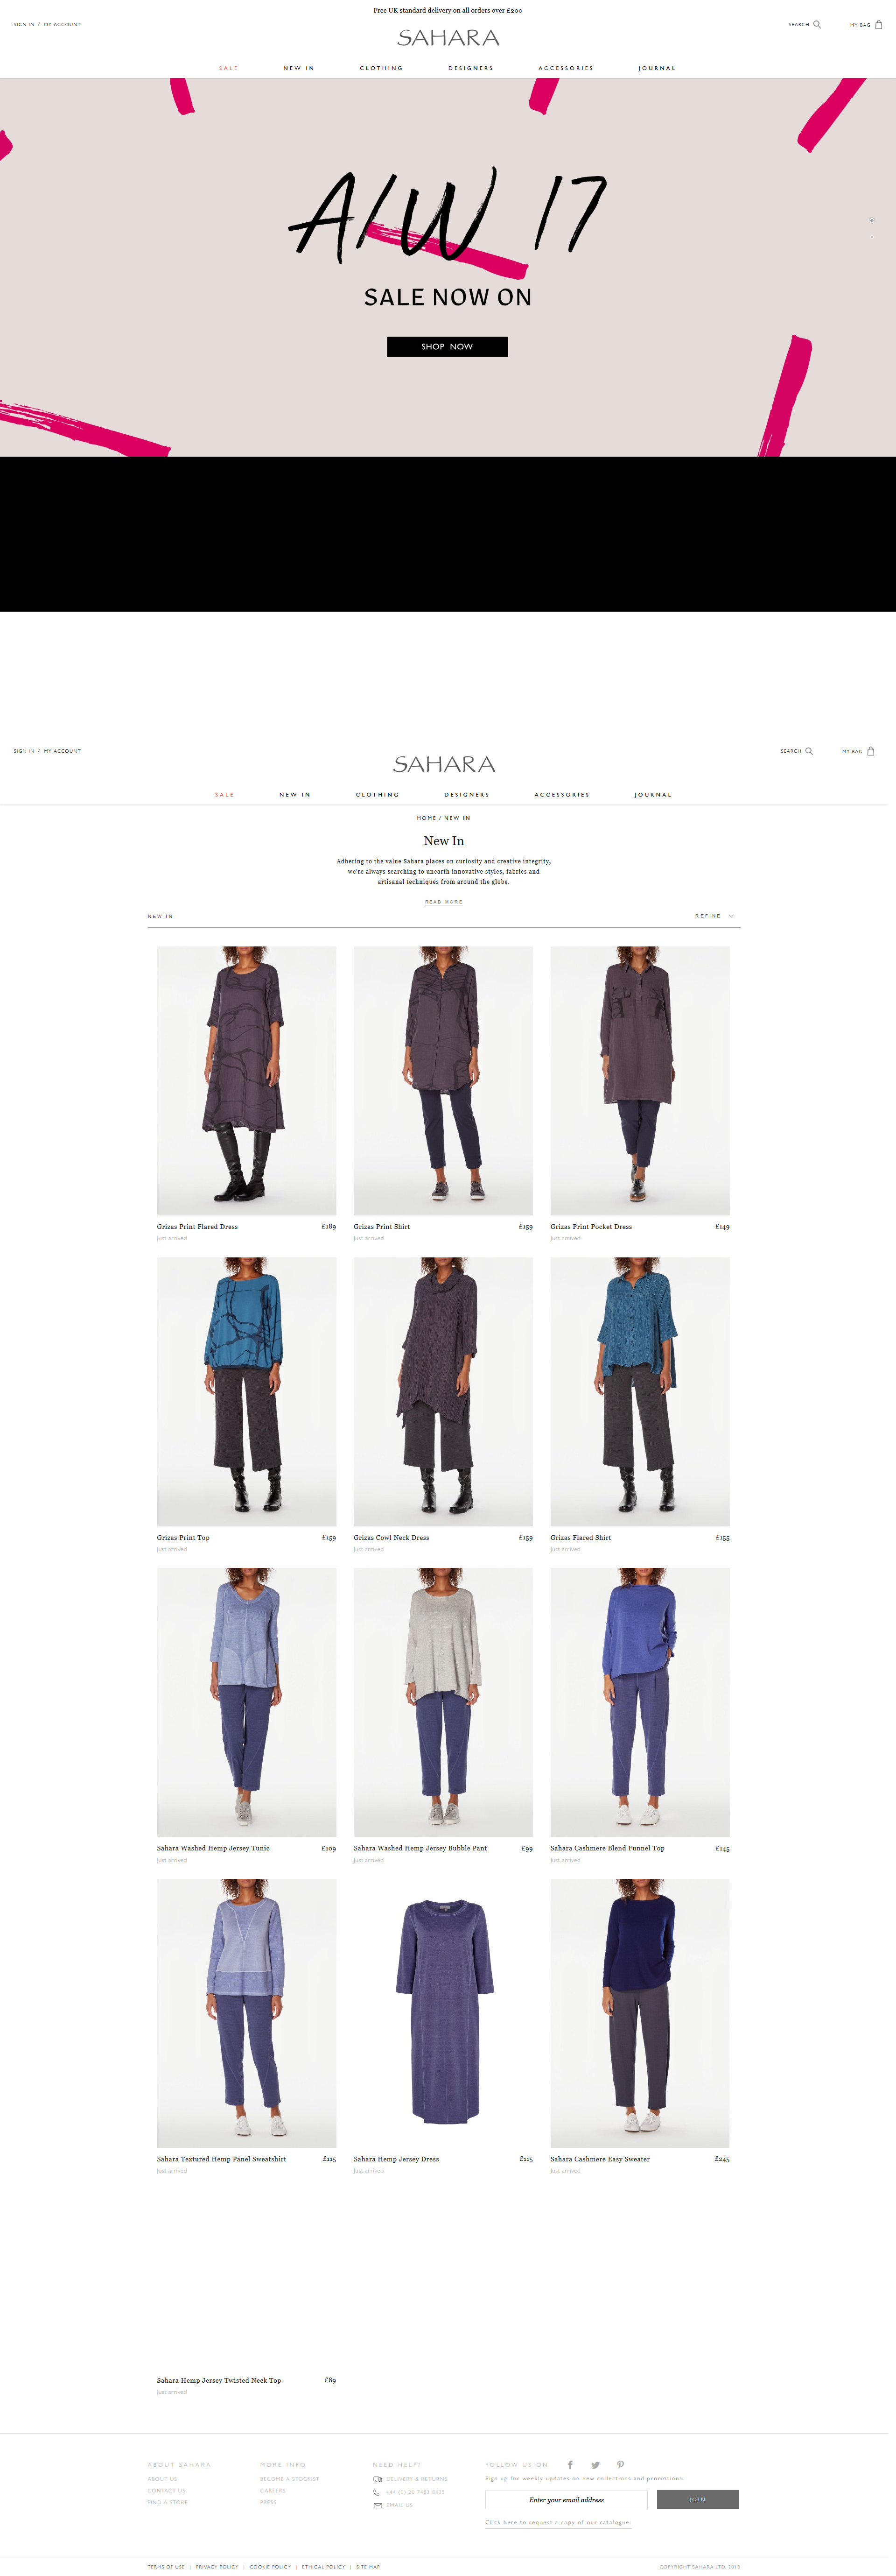 Free UK standard delivery on all orders over £200
SIGN IN / MY ACCOUNT
SAHARA
SEARCH
MY BAG
SALE NEW IN CLOTHING DESIGNERS ACCESSORIES JOURNAL
A/W 17
SALE NOW ON
SHOP NOW
SIGN IN / MY ACCOUNT
SAHARA
SEARCH
MY BAG
SALE NEW IN CLOTHING DESIGNERS ACCESSORIES JOURNAL
HOME / NEW IN
New In
Adhering to the value Sahara places on curiosity and creative integrity,
we're always searching to unearth innovative styles, fabrics and
artisanal techniques from around the globe.
READ MORE
NEW IN
REFINE
Grizas Print Flared Dress £189
Just arrived
Grizas Print Shirt £159
Just arrived
Grizas Print Pocket Dress £149
Just arrived
Grizas Print Top £159
Just arrived
Grizas Cowl Neck Dress £159
Just arrived
Grizas Flared Shirt £155
Just arrived
Sahara Washed Hemp Jersey Tunic £109
Just arrived
Sahara Washed Hemp Jersey Bubble Pant £99
Just arrived
Sahara Cashmere Blend Funnel Top £145
Just arrived
Sahara Textured Hemp Panel Sweatshirt £115
Just arrived
Sahara Hemp Jersey Dress £115
Just arrived
Sahara Cashmere Easy Sweater £245
Just arrived
Sahara Hemp Jersey Twisted Neck Top £89
Just arrived
ABOUT SAHARA
ABOUT US
CONTACT US
FIND A STORE
MORE INFO
BECOME A STOCKIST
CAREERS
PRESS
NEED HELP?
DELIVERY & RETURNS
+44 (0) 20 7483 8435
EMAIL US
FOLLOW US ON
Sign up for weekly updates on new collections and promotions.
Enter your email address
JOIN
Click here to request a copy of our catalogue.
TERMS OF USE | PRIVACY POLICY | COOKIE POLICY | ETHICAL POLICY | SITE MAP
COPYRIGHT SAHARA LTD. 2018